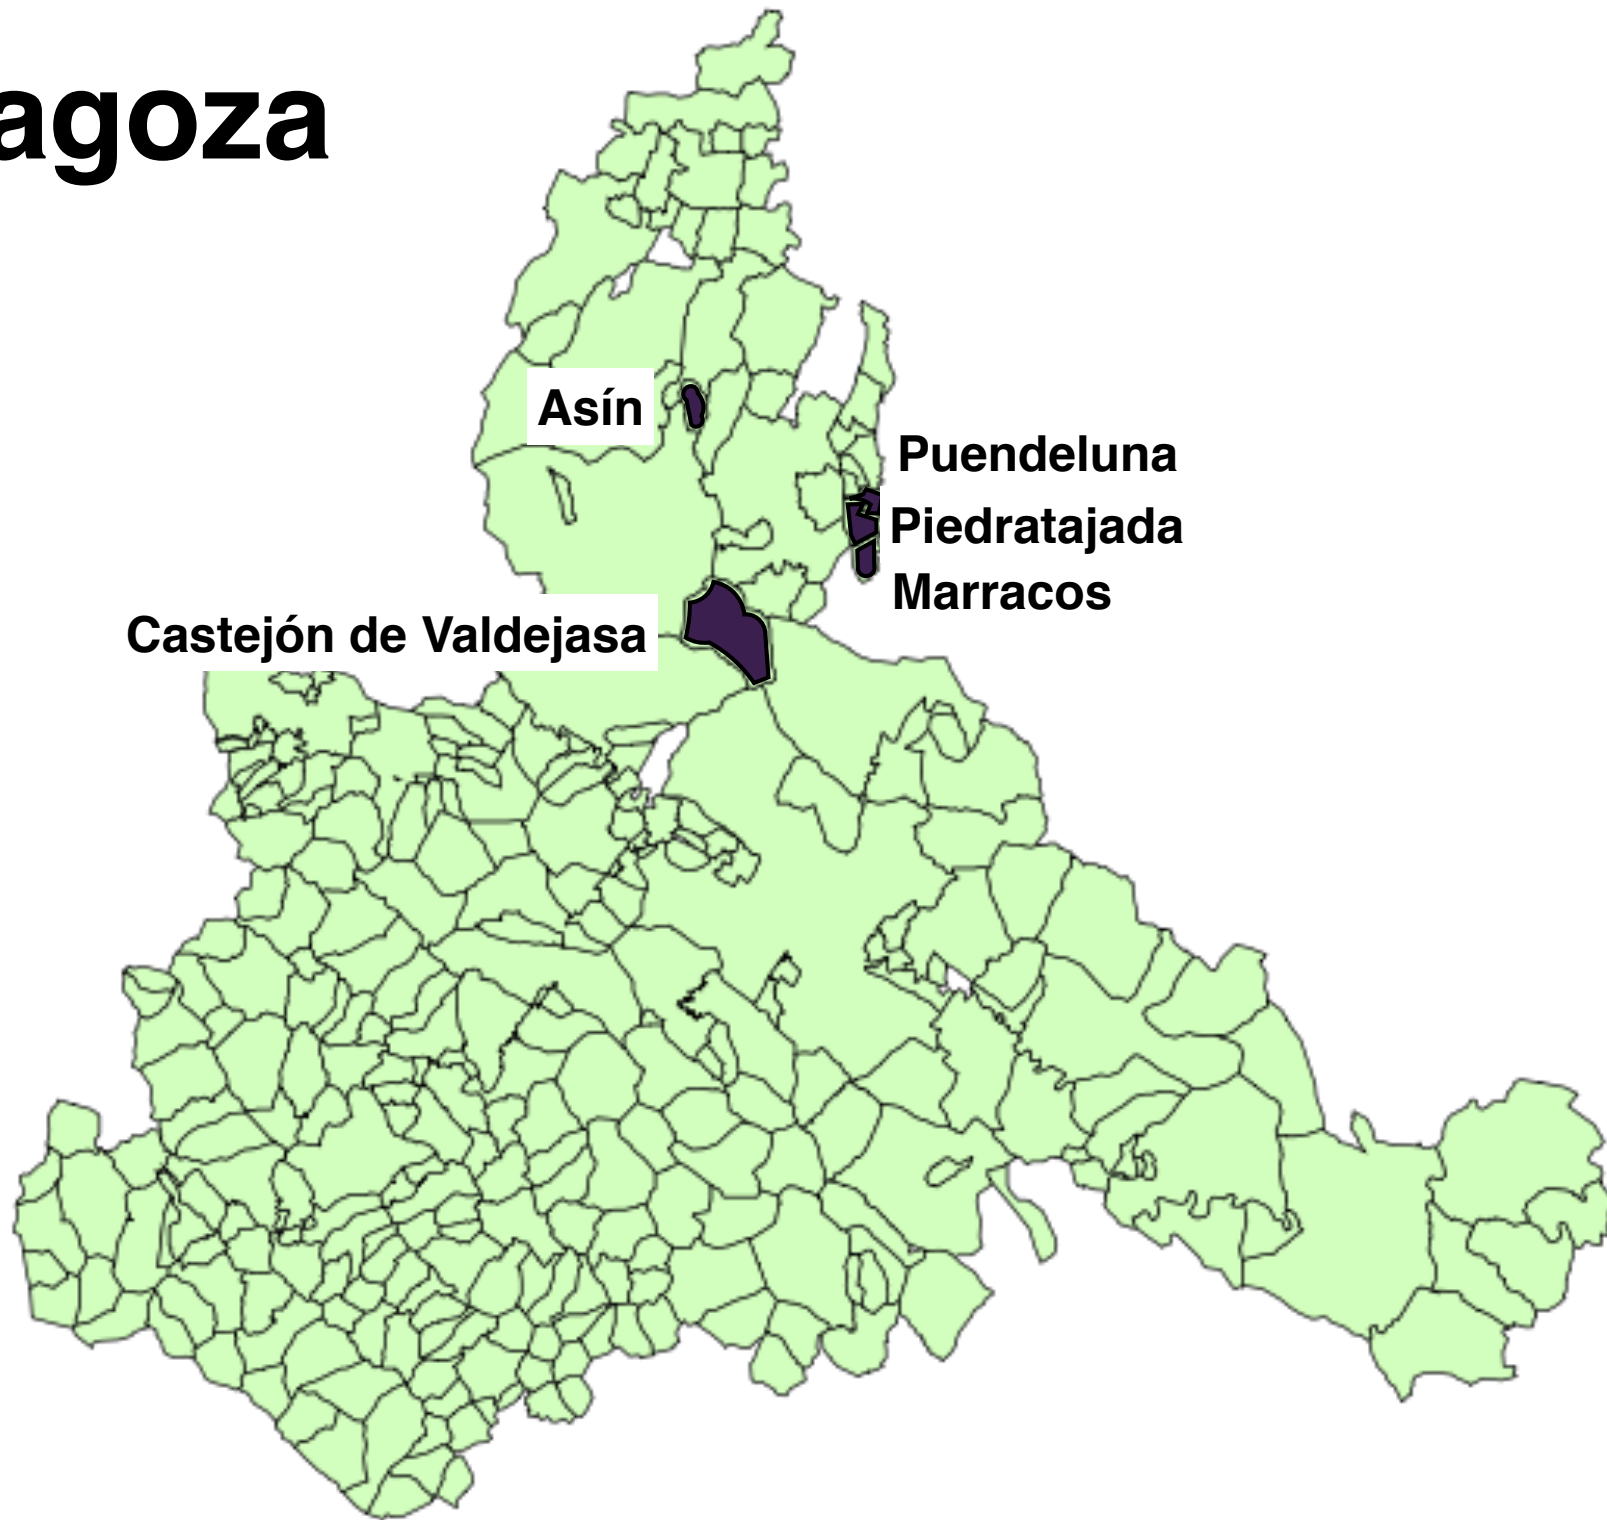 agoza
Asín
Puendeluna
Piedratajada
Marracos
Castejón de Valdejasa